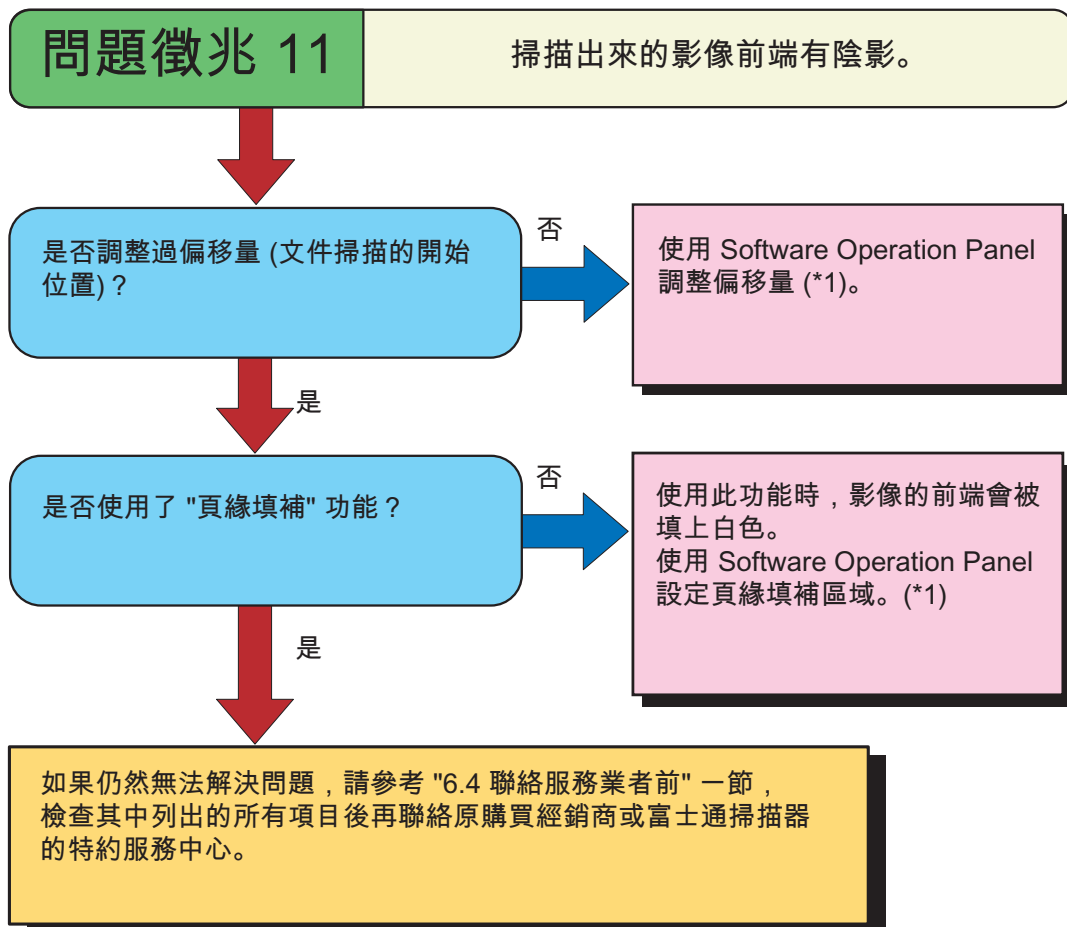 問題徵兆 11
掃描出來的影像前端有陰影。
是否調整過偏移量 (文件掃描的開始
位置)？
否
使用 Software Operation Panel
調整偏移量 (*1)。
是
是否使用了 "頁緣填補" 功能？
否
使用此功能時，影像的前端會被
填上白色。
使用 Software Operation Panel
設定頁緣填補區域。(*1)
是
如果仍然無法解決問題，請參考 "6.4 聯絡服務業者前" 一節，
檢查其中列出的所有項目後再聯絡原購買經銷商或富士通掃描器
的特約服務中心。